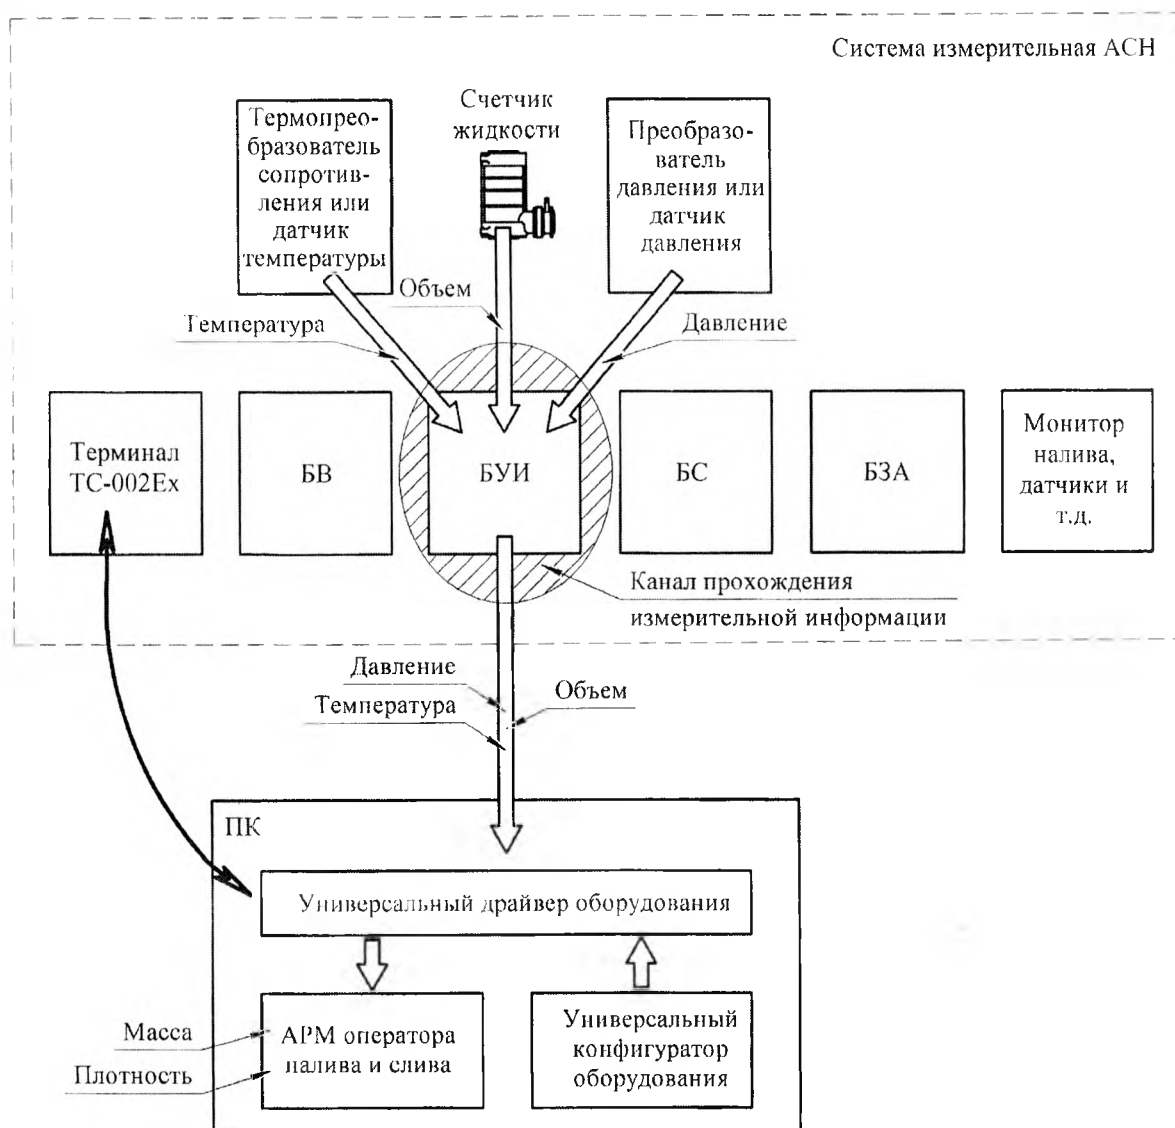 Система измерительная АСН
Термопрео-
бразователь
сопротив-
ления или
датчик
температуры
Счетчик
жидкости
Преобразо-
ватель
давления или
датчик
давления
Объем
Температура
Давление
Терминал
ТС-002Ex
БВ
БУИ
БС
БЗА
Монитор
налива,
датчики и
т.д.
Канал прохождения
измерительной информации
Давление
Температура
Объем
ПК
Универсальный драйвер оборудования
Масса
Плотность
АРМ оператора
налива и слива
Универсальный
конфигуратор
оборудования